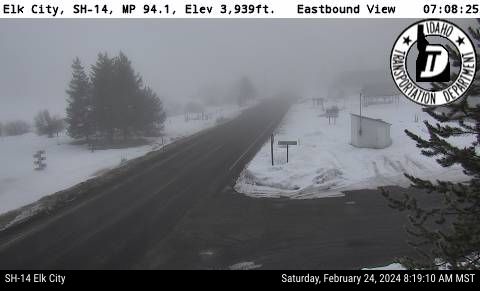 Elk City, SH-14, MP 94.1, Elev 3,939ft. Eastbound View 07:08:25
IDAHO
TRANSPORTATION DEPARTMENT
SH-14 Elk City Saturday, February 24, 2024 8:19:10 AM MST